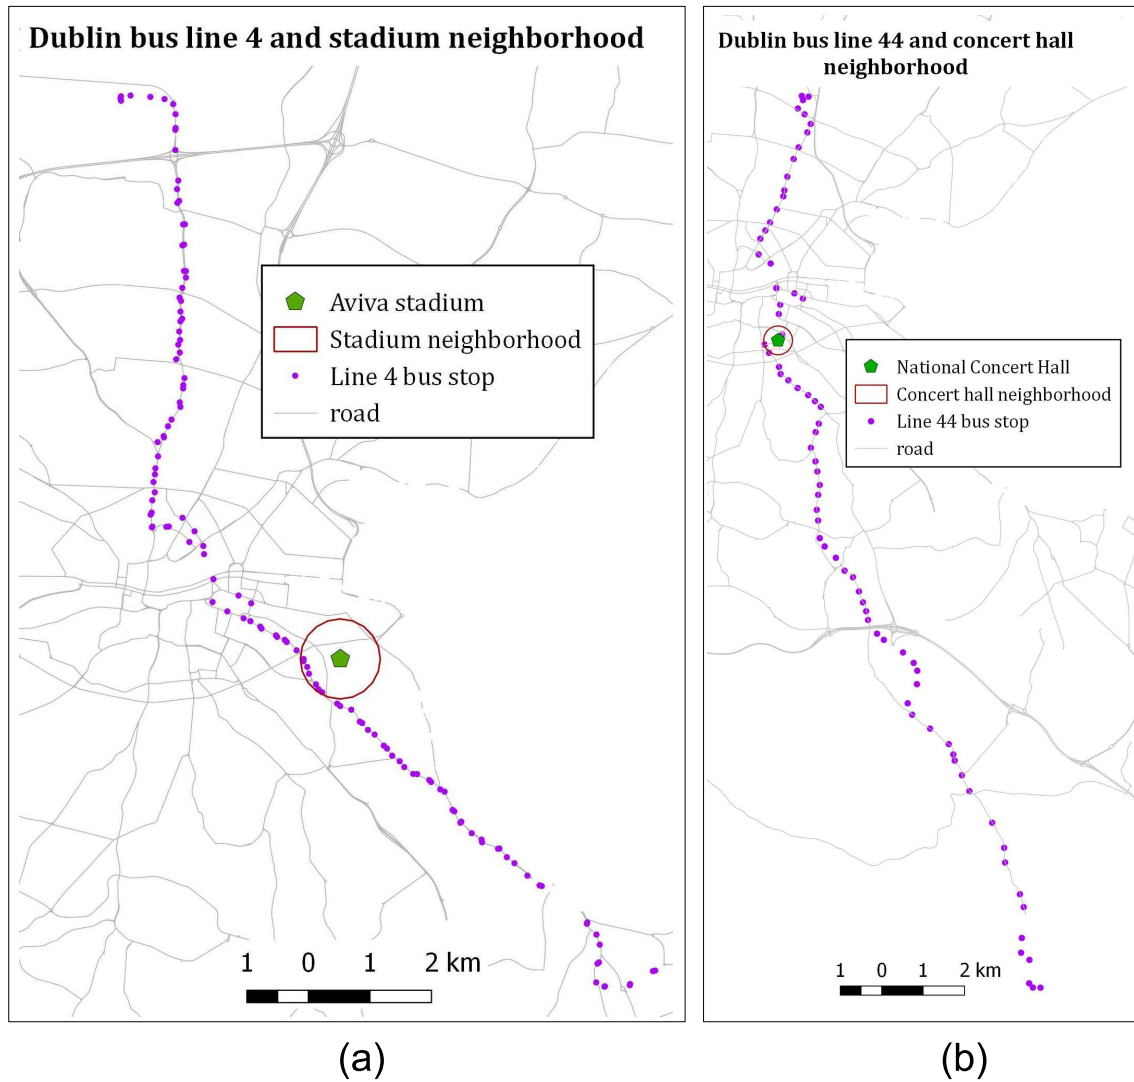 Dublin bus line 4 and stadium neighborhood
Aviva stadium
Stadium neighborhood
Line 4 bus stop
road
1 0 1 2 km
(a)
Dublin bus line 44 and concert hall
neighborhood
National Concert Hall
Concert hall neighborhood
Line 44 bus stop
road
1 0 1 2 km
(b)